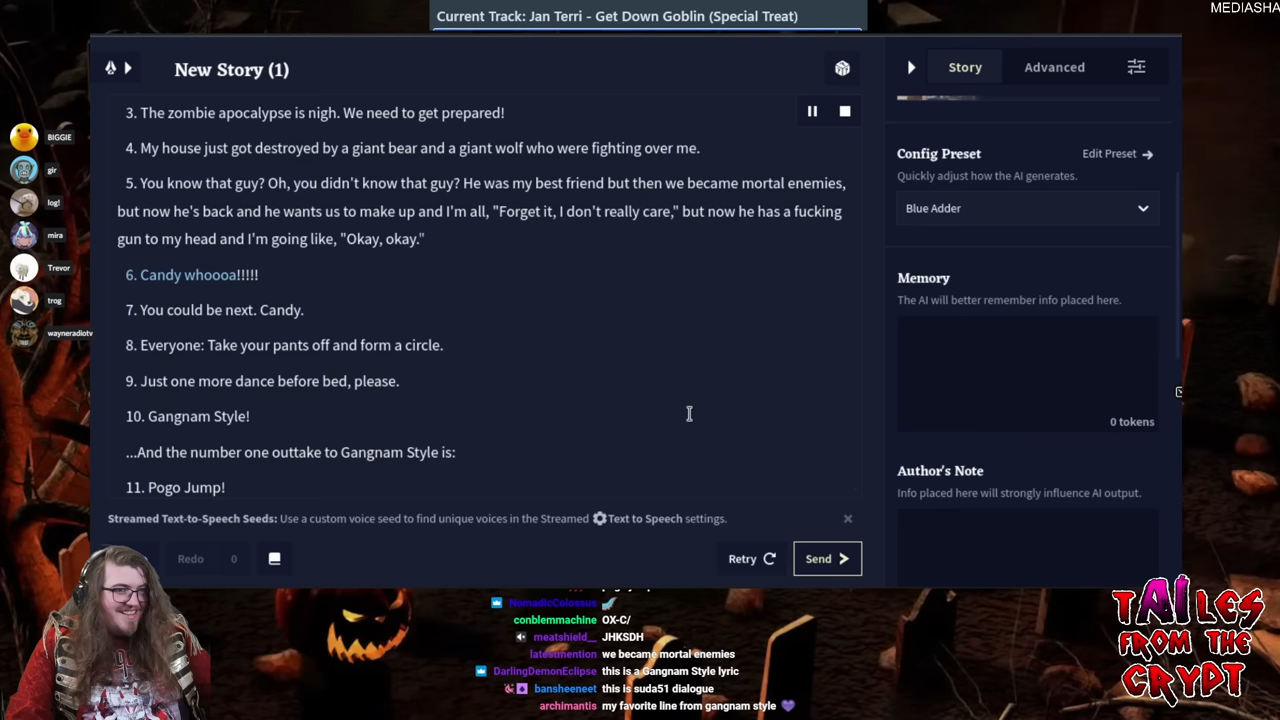 MEDIASHA
Current Track: Jan Terri - Get Down Goblin (Special Treat)
New Story (1)
Story
Advanced
3. The zombie apocalypse is nigh. We need to get prepared!
4. My house just got destroyed by a giant bear and a giant wolf who were fighting over me.
5. You know that guy? Oh, you didn't know that guy? He was my best friend but then we became mortal enemies,
but now he's back and he wants us to make up and I'm all, "Forget it, I don't really care," but now he has a fucking
gun to my head and I'm going like, "Okay, okay."
6. Candy whoooa!!!!!
7. You could be next. Candy.
8. Everyone: Take your pants off and form a circle.
9. Just one more dance before bed, please.
10. Gangnam Style!
...And the number one outtake to Gangnam Style is:
11. Pogo Jump!
BIGGIE
gir
log!
mira
Trevor
trog
wayneradiotv
Config Preset
Edit Preset
Quickly adjust how the AI generates.
Blue Adder
Memory
The AI will better remember info placed here.
0 tokens
Author's Note
Info placed here will strongly influence AI output.
Streamed Text-to-Speech Seeds: Use a custom voice seed to find unique voices in the Streamed Text to Speech settings.
Redo 0
Retry
Send
NomadicColossus
conblemmachine OX-C/
meatshield__ JHKSDH
latestmention we became mortal enemies
DarlingDemonEclipse this is a Gangnam Style lyric
bansheeneet this is suda51 dialogue
archimantis my favorite line from gangnam style
TAILES
FROM THE
CRYPT